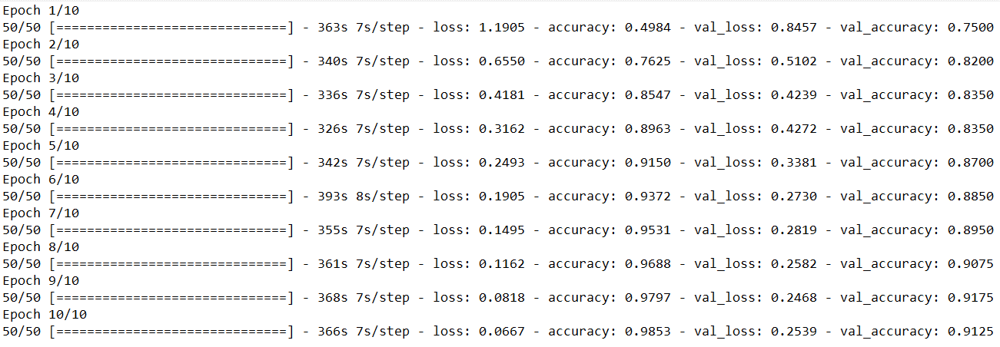 Epoch 1/10
50/50 [==============================] - 363s 7s/step - loss: 1.1905 - accuracy: 0.4984 - val_loss: 0.8457 - val_accuracy: 0.7500
Epoch 2/10
50/50 [==============================] - 340s 7s/step - loss: 0.6550 - accuracy: 0.7625 - val_loss: 0.5102 - val_accuracy: 0.8200
Epoch 3/10
50/50 [==============================] - 336s 7s/step - loss: 0.4181 - accuracy: 0.8547 - val_loss: 0.4239 - val_accuracy: 0.8350
Epoch 4/10
50/50 [==============================] - 326s 7s/step - loss: 0.3162 - accuracy: 0.8963 - val_loss: 0.4272 - val_accuracy: 0.8350
Epoch 5/10
50/50 [==============================] - 342s 7s/step - loss: 0.2493 - accuracy: 0.9150 - val_loss: 0.3381 - val_accuracy: 0.8700
Epoch 6/10
50/50 [==============================] - 393s 8s/step - loss: 0.1905 - accuracy: 0.9372 - val_loss: 0.2730 - val_accuracy: 0.8850
Epoch 7/10
50/50 [==============================] - 355s 7s/step - loss: 0.1495 - accuracy: 0.9531 - val_loss: 0.2819 - val_accuracy: 0.8950
Epoch 8/10
50/50 [==============================] - 361s 7s/step - loss: 0.1162 - accuracy: 0.9688 - val_loss: 0.2582 - val_accuracy: 0.9075
Epoch 9/10
50/50 [==============================] - 368s 7s/step - loss: 0.0818 - accuracy: 0.9797 - val_loss: 0.2468 - val_accuracy: 0.9175
Epoch 10/10
50/50 [==============================] - 366s 7s/step - loss: 0.0667 - accuracy: 0.9853 - val_loss: 0.2539 - val_accuracy: 0.9125